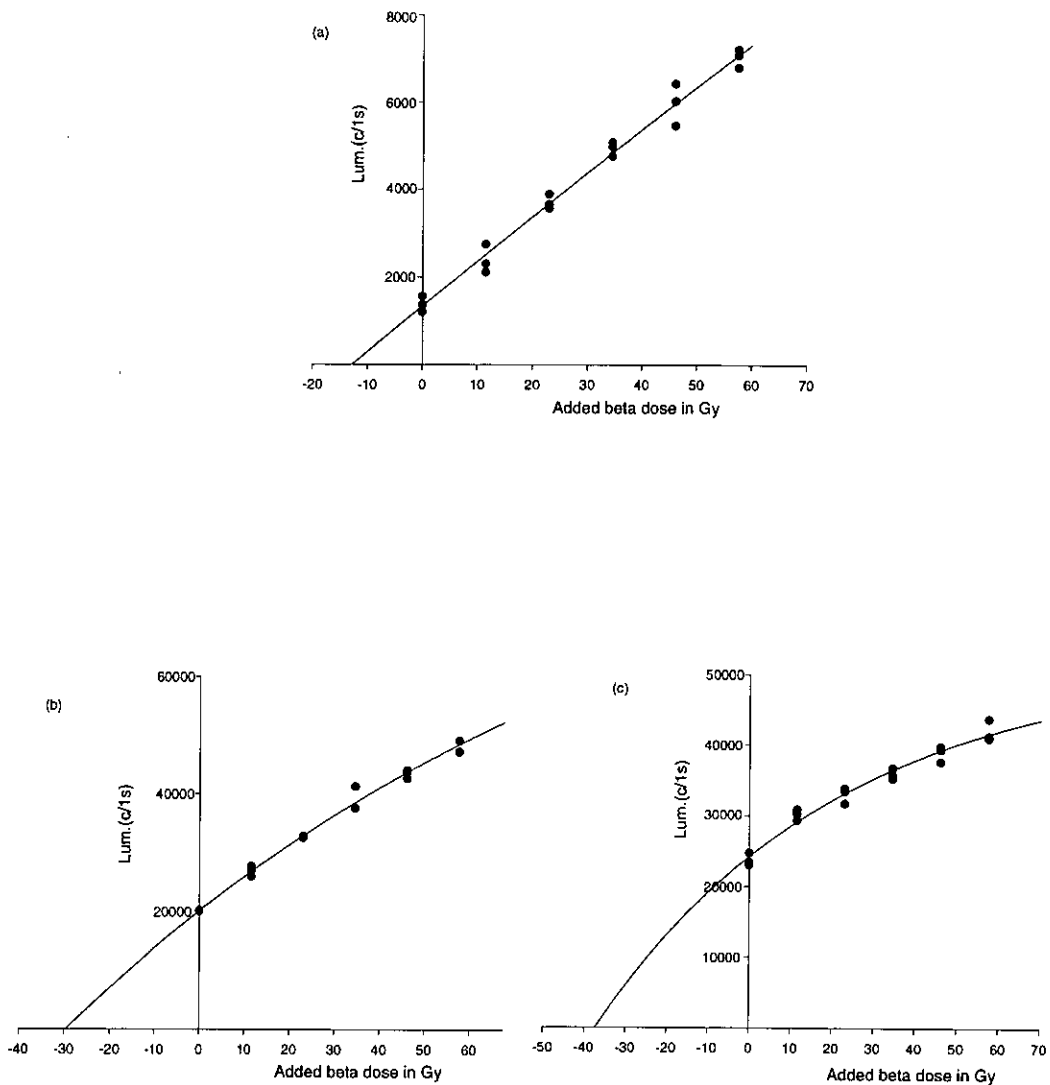 (a)
8000
6000
4000
2000
Lum.(c/1s)
-20 -10 0 10 20 30 40 50 60 70
Added beta dose in Gy
(b)
60000
40000
20000
Lum.(c/1s)
-40 -30 -20 -10 0 10 20 30 40 50 60
Added beta dose in Gy
(c)
50000
40000
30000
20000
10000
Lum.(c/1s)
-50 -40 -30 -20 -10 0 10 20 30 40 50 60 70
Added beta dose in Gy